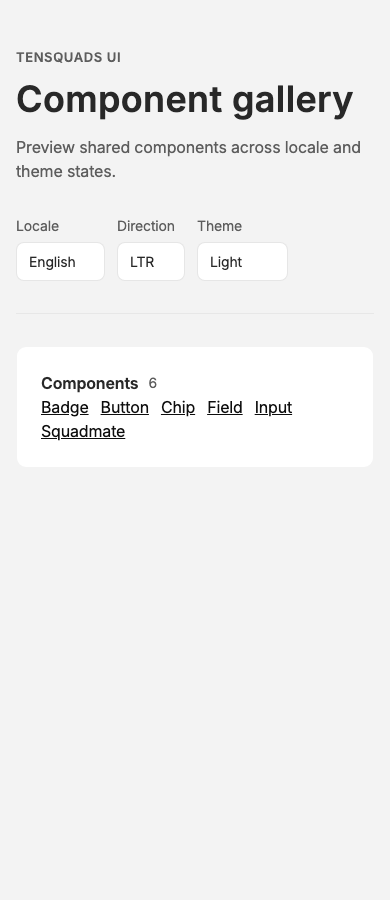 TENSQUADS UI
Component gallery
Preview shared components across locale and
theme states.
Locale Direction Theme
English LTR Light
Components 6
Badge Button Chip Field Input
Squadmate